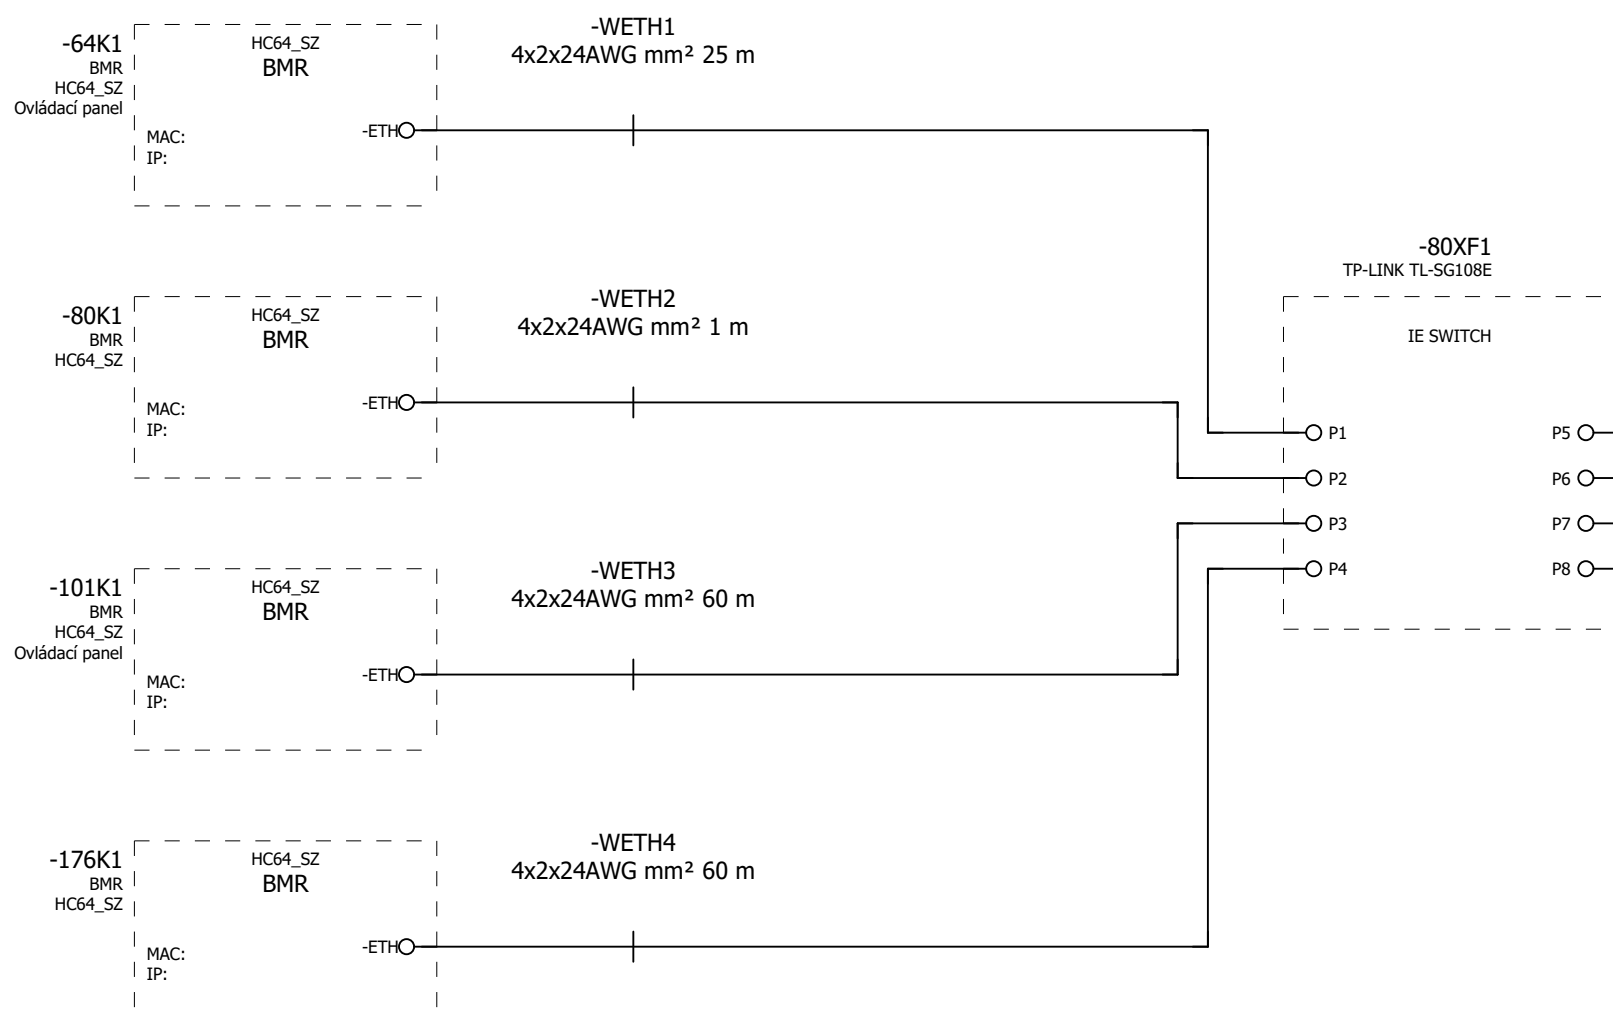 -64K1
BMR
HC64_SZ
Ovládací panel
HC64_SZ
BMR
MAC:
IP:
-ETH
-WETH1
4x2x24AWG mm² 25 m
-80K1
BMR
HC64_SZ
HC64_SZ
BMR
MAC:
IP:
-ETH
-WETH2
4x2x24AWG mm² 1 m
-101K1
BMR
HC64_SZ
Ovládací panel
HC64_SZ
BMR
MAC:
IP:
-ETH
-WETH3
4x2x24AWG mm² 60 m
-176K1
BMR
HC64_SZ
HC64_SZ
BMR
MAC:
IP:
-ETH
-WETH4
4x2x24AWG mm² 60 m
-80XF1
TP-LINK TL-SG108E
IE SWITCH
P1 P5
P2 P6
P3 P7
P4 P8